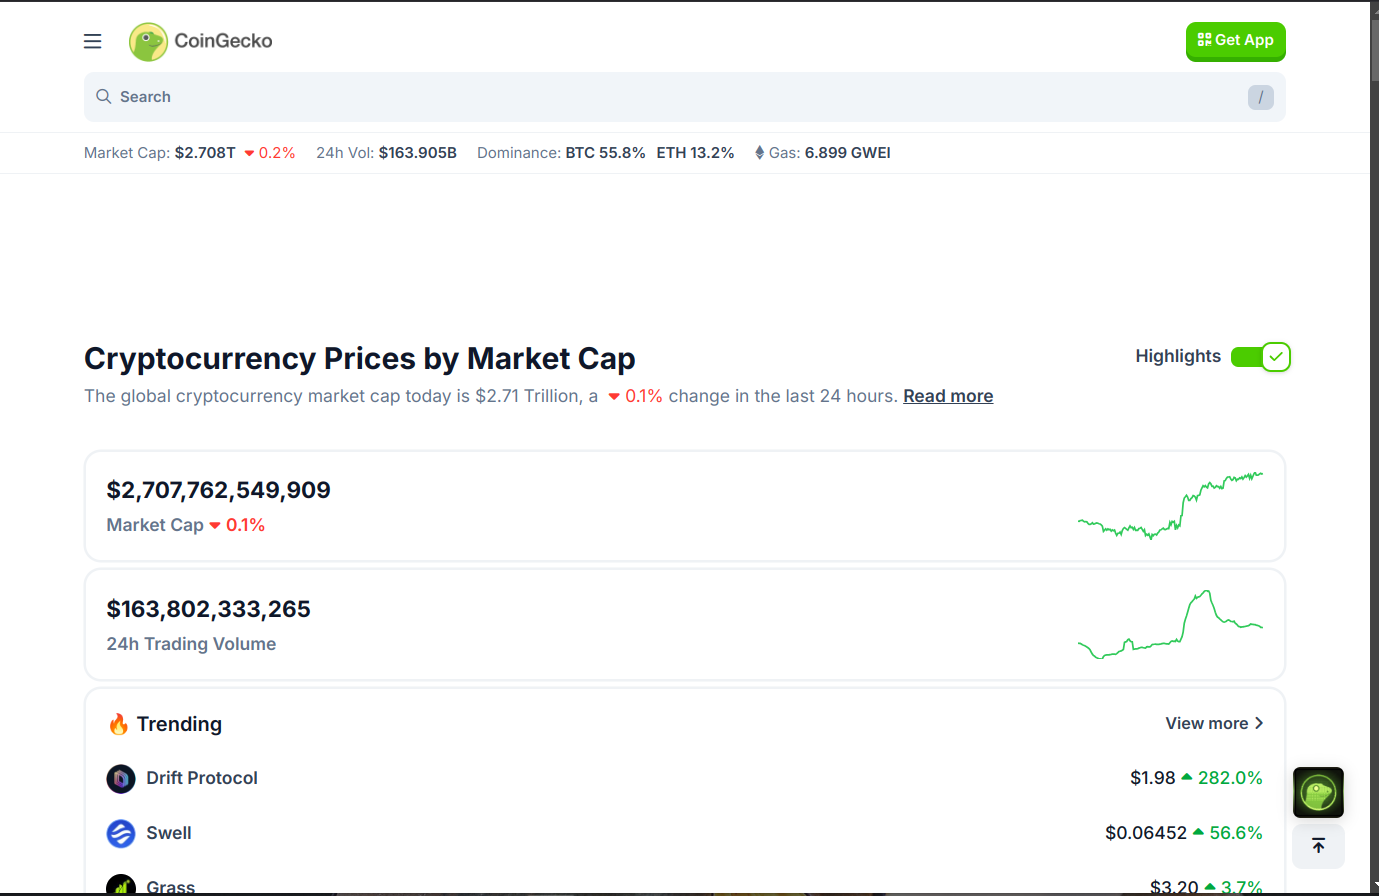 CoinGecko
Get App
Search
/
Market Cap: $2.708T 0.2% 24h Vol: $163.905B Dominance: BTC 55.8% ETH 13.2% Gas: 6.899 GWEI
Cryptocurrency Prices by Market Cap
Highlights
The global cryptocurrency market cap today is $2.71 Trillion, a 0.1% change in the last 24 hours. Read more
$2,707,762,549,909
Market Cap 0.1%
$163,802,333,265
24h Trading Volume
🔥 Trending
View more
Drift Protocol $1.98 282.0%
Swell $0.06452 56.6%
Grass $3.20 3.7%